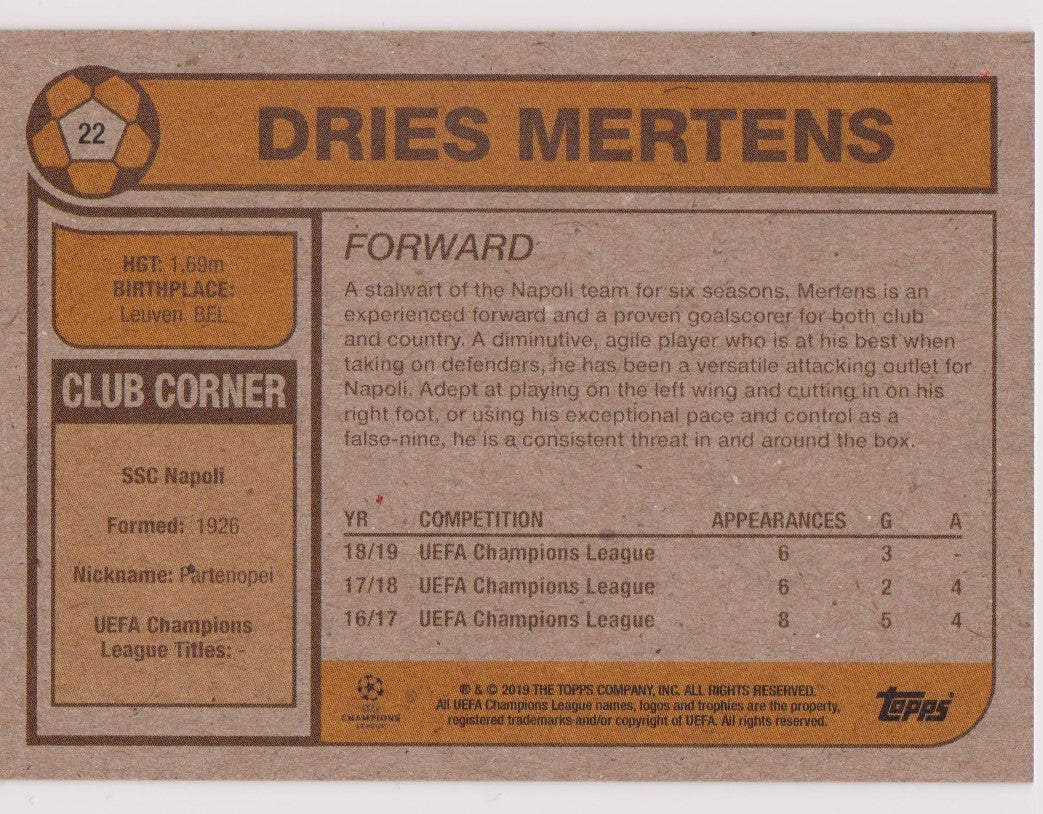 22
DRIES MERTENS
HGT: 1.69m
BIRTHPLACE:
Leuven. BEL
CLUB CORNER
SSC Napoli
Formed: 1926
Nickname: Partenopei
UEFA Champions
League Titles: -
FORWARD
A stalwart of the Napoli team for six seasons, Mertens is an
experienced forward and a proven goalscorer for both club
and country. A diminutive, agile player who is at his best when
taking on defenders, he has been a versatile attacking outlet for
Napoli. Adept at playing on the left wing and cutting in on his
right foot, or using his exceptional pace and control as a
false-nine, he is a consistent threat in and around the box.
YR COMPETITION APPEARANCES G A
18/19 UEFA Champions League 6 3 -
17/18 UEFA Champions League 6 2 4
16/17 UEFA Champions League 8 5 4
UEFA
CHAMPIONS
LEAGUE
® & © 2019 THE TOPPS COMPANY, INC. ALL RIGHTS RESERVED.
All UEFA Champions League names, logos and trophies are the property,
registered trademarks and/or copyright of UEFA. All rights reserved.
Topps®